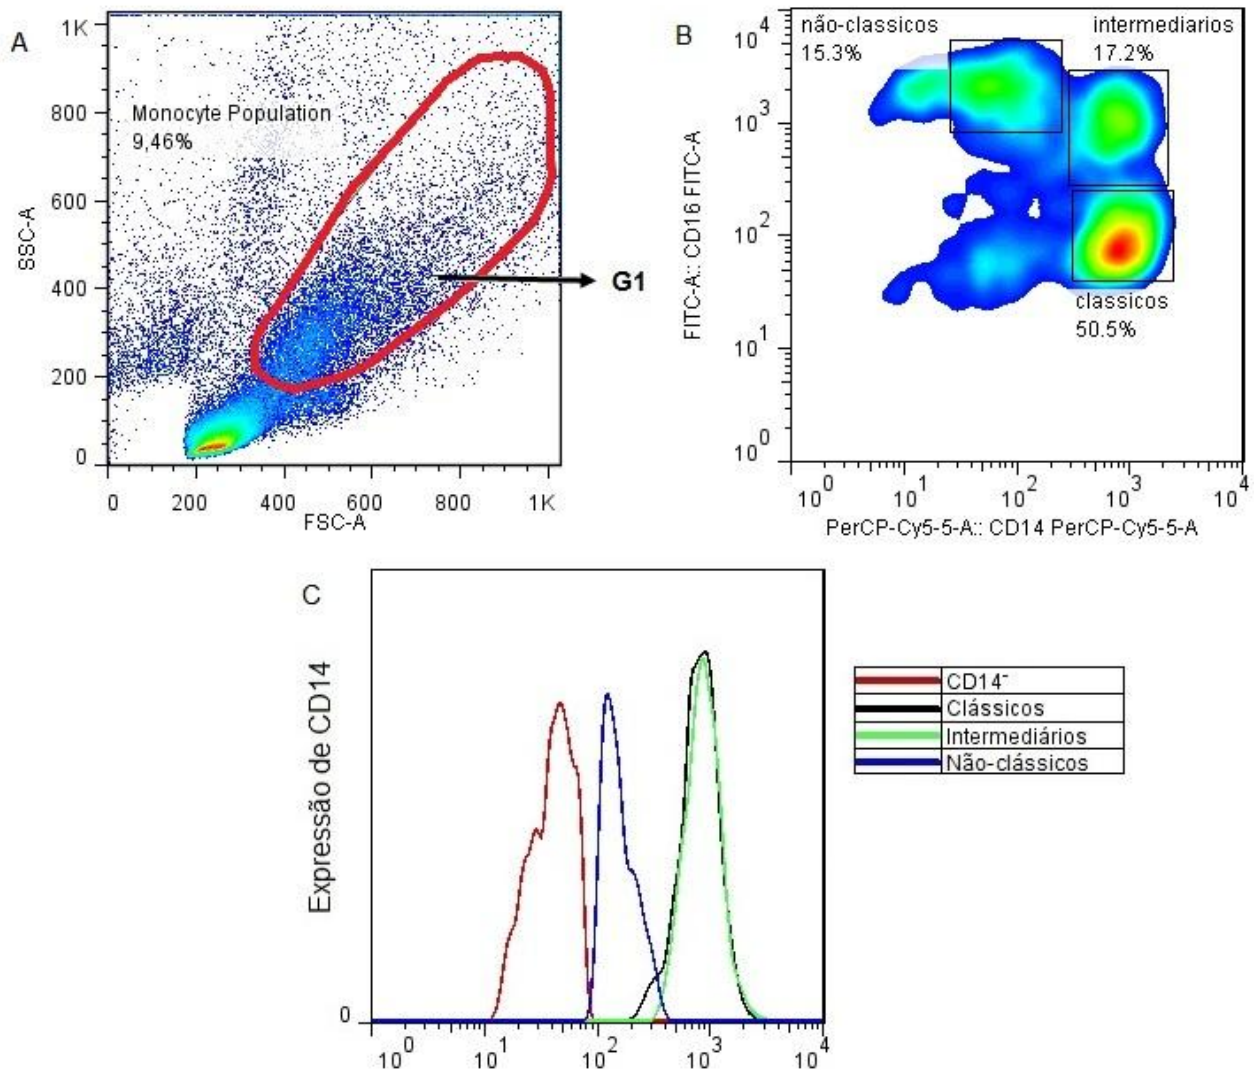 A
1K
800
600
400
200
0
SSC-A
Monocyte Population
9.46%
G1
0
200
400
600
800
1K
FSC-A
B
não-classicos
15.3%
intermediarios
17.2%
classicos
50.5%
10^4
10^3
10^2
10^1
10^0
FITC-A:: CD16 FITC-A
10^0
10^1
10^2
10^3
10^4
PerCP-Cy5-5-A:: CD14 PerCP-Cy5-5-A
C
Expressão de CD14
0
10^0
10^1
10^2
10^3
10^4
CD14⁻
Clássicos
Intermediários
Não-clássicos